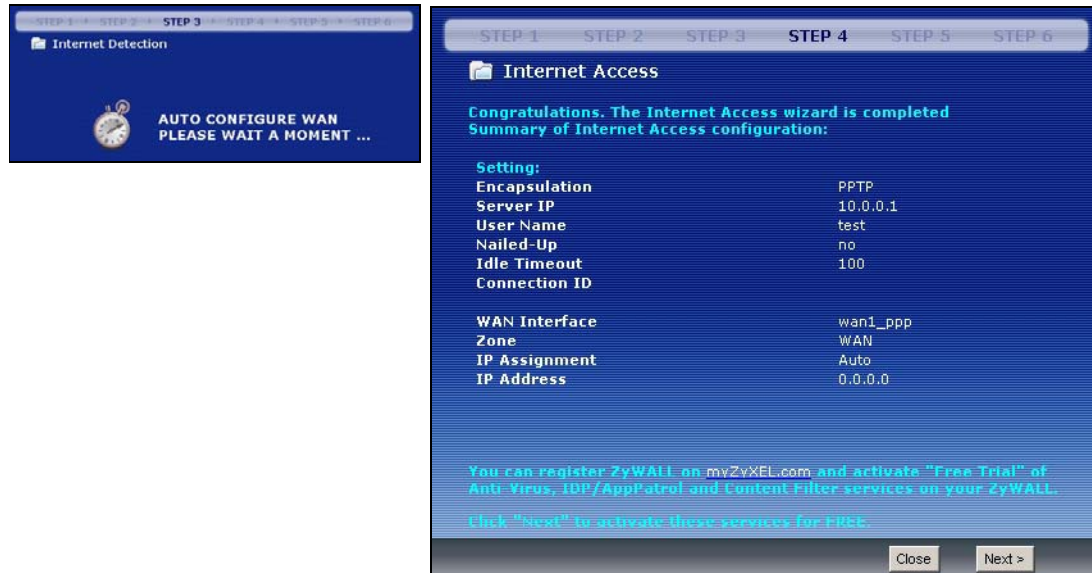 STEP 1 STEP 2 STEP 3 STEP 4 STEP 5 STEP 6
Internet Detection
AUTO CONFIGURE WAN
PLEASE WAIT A MOMENT ...
STEP 1 STEP 2 STEP 3 STEP 4 STEP 5 STEP 6
Internet Access
Congratulations. The Internet Access wizard is completed
Summary of Internet Access configuration:
Setting:
Encapsulation PPTP
Server IP 10.0.0.1
User Name test
Nailed-Up no
Idle Timeout 100
Connection ID
WAN Interface wan1_ppp
Zone WAN
IP Assignment Auto
IP Address 0.0.0.0
You can register ZyWALL on myZyXEL.com and activate "Free Trial" of
Anti-Virus, IDP/AppPatrol and Content Filter services on your ZyWALL.
Click "Next" to activate these services for FREE.
Close Next >